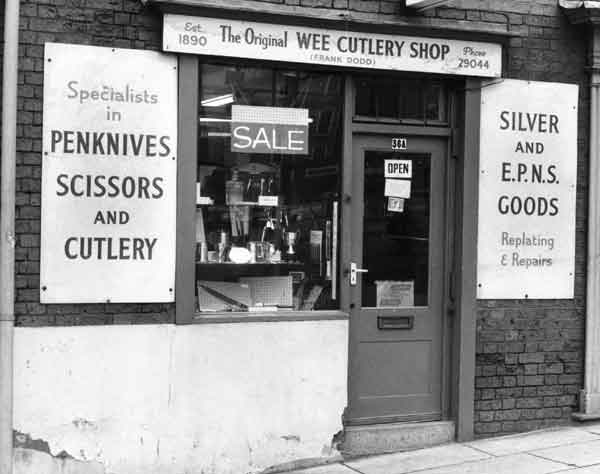 Est.
1890
The Original WEE CUTLERY SHOP
(FRANK DODD)
Phone
29044
Specialists
in
PENKNIVES
SCISSORS
AND
CUTLERY
SALE
58A
OPEN
SILVER
AND
E.P.N.S.
GOODS
Replating
& Repairs